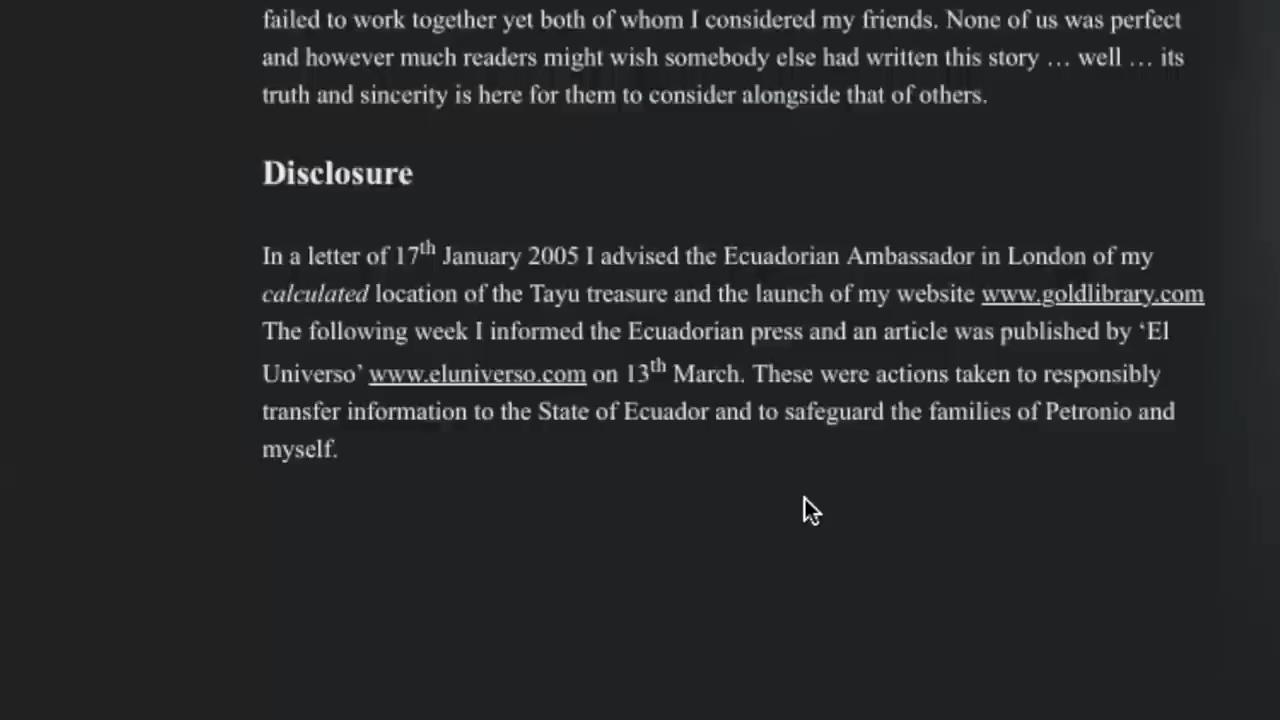 failed to work together yet both of whom I considered my friends. None of us was perfect
and however much readers might wish somebody else had written this story … well … its
truth and sincerity is here for them to consider alongside that of others.
Disclosure
In a letter of 17th January 2005 I advised the Ecuadorian Ambassador in London of my
calculated location of the Tayu treasure and the launch of my website www.goldlibrary.com
The following week I informed the Ecuadorian press and an article was published by ‘El
Universo’ www.eluniverso.com on 13th March. These were actions taken to responsibly
transfer information to the State of Ecuador and to safeguard the families of Petronio and
myself.